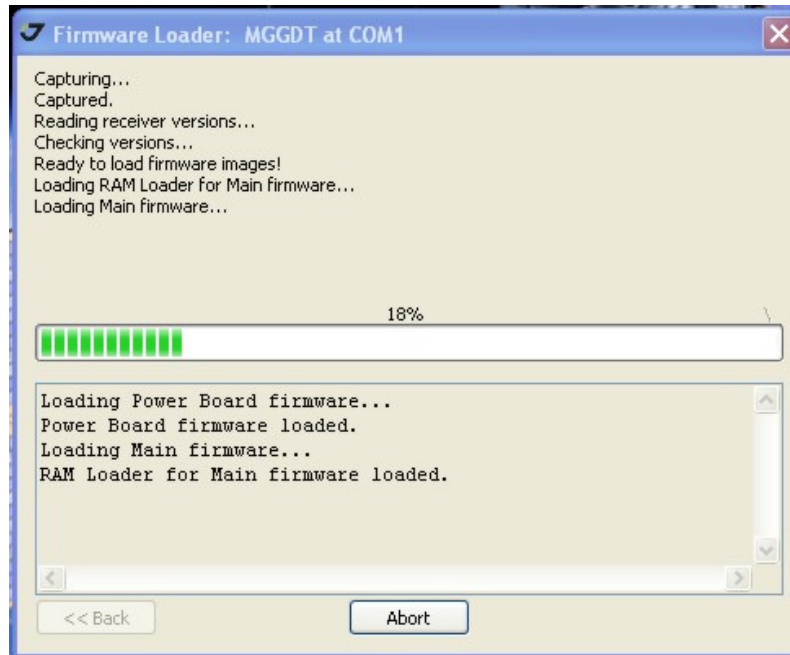 Firmware Loader: MGGDT at COM1
Capturing...
Captured.
Reading receiver versions...
Checking versions...
Ready to load firmware images!
Loading RAM Loader for Main firmware...
Loading Main firmware...
18%
\
Loading Power Board firmware...
Power Board firmware loaded.
Loading Main firmware...
RAM Loader for Main firmware loaded.
<< Back
Abort